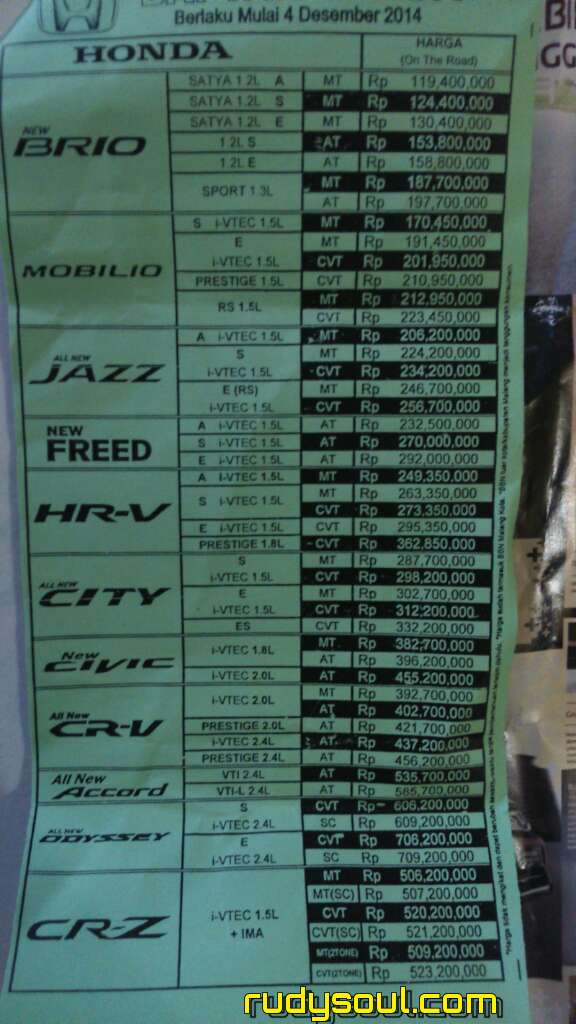 Berlaku Mulai 4 Desember 2014
HONDA HARGA (On The Road)
NEW BRIO
SATYA 1.2L A MT Rp 119,400,000
SATYA 1.2L S MT Rp 124,400,000
SATYA 1.2L E MT Rp 130,400,000
1.2L S AT Rp 153,800,000
1.2L E AT Rp 158,800,000
SPORT 1.3L MT Rp 187,700,000
AT Rp 197,700,000
MOBILIO
S i-VTEC 1.5L MT Rp 170,450,000
E MT Rp 191,450,000
i-VTEC 1.5L CVT Rp 201,950,000
PRESTIGE 1.5L CVT Rp 210,950,000
RS 1.5L MT Rp 212,950,000
CVT Rp 223,450,000
ALL NEW JAZZ
A i-VTEC 1.5L MT Rp 206,200,000
S MT Rp 224,200,000
i-VTEC 1.5L CVT Rp 234,200,000
E (RS) MT Rp 246,700,000
i-VTEC 1.5L CVT Rp 256,700,000
NEW FREED
A i-VTEC 1.5L AT Rp 232,500,000
S i-VTEC 1.5L AT Rp 270,000,000
E i-VTEC 1.5L AT Rp 292,000,000
HR-V
A i-VTEC 1.5L MT Rp 249,350,000
S i-VTEC 1.5L MT Rp 263,350,000
CVT Rp 273,350,000
E i-VTEC 1.5L CVT Rp 295,350,000
PRESTIGE 1.8L CVT Rp 362,850,000
ALL NEW CITY
S MT Rp 287,700,000
i-VTEC 1.5L CVT Rp 298,200,000
E MT Rp 302,700,000
i-VTEC 1.5L CVT Rp 312,200,000
ES CVT Rp 332,200,000
New CIVIC
i-VTEC 1.8L MT Rp 382,700,000
AT Rp 396,200,000
i-VTEC 2.0L AT Rp 455,200,000
All New CR-V
i-VTEC 2.0L MT Rp 392,700,000
AT Rp 402,700,000
PRESTIGE 2.0L AT Rp 421,700,000
i-VTEC 2.4L AT Rp 437,200,000
PRESTIGE 2.4L AT Rp 456,200,000
All New Accord
VTI 2.4L AT Rp 535,700,000
VTI-L 2.4L AT Rp 585,700,000
ALL NEW ODYSSEY
S CVT Rp 606,200,000
i-VTEC 2.4L SC Rp 609,200,000
E CVT Rp 706,200,000
i-VTEC 2.4L SC Rp 709,200,000
CR-Z
i-VTEC 1.5L + IMA
MT Rp 506,200,000
MT(SC) Rp 507,200,000
CVT Rp 520,200,000
CVT(SC) Rp 521,200,000
MT(2TONE) Rp 509,200,000
CVT(2TONE) Rp 523,200,000
rudysoul.com